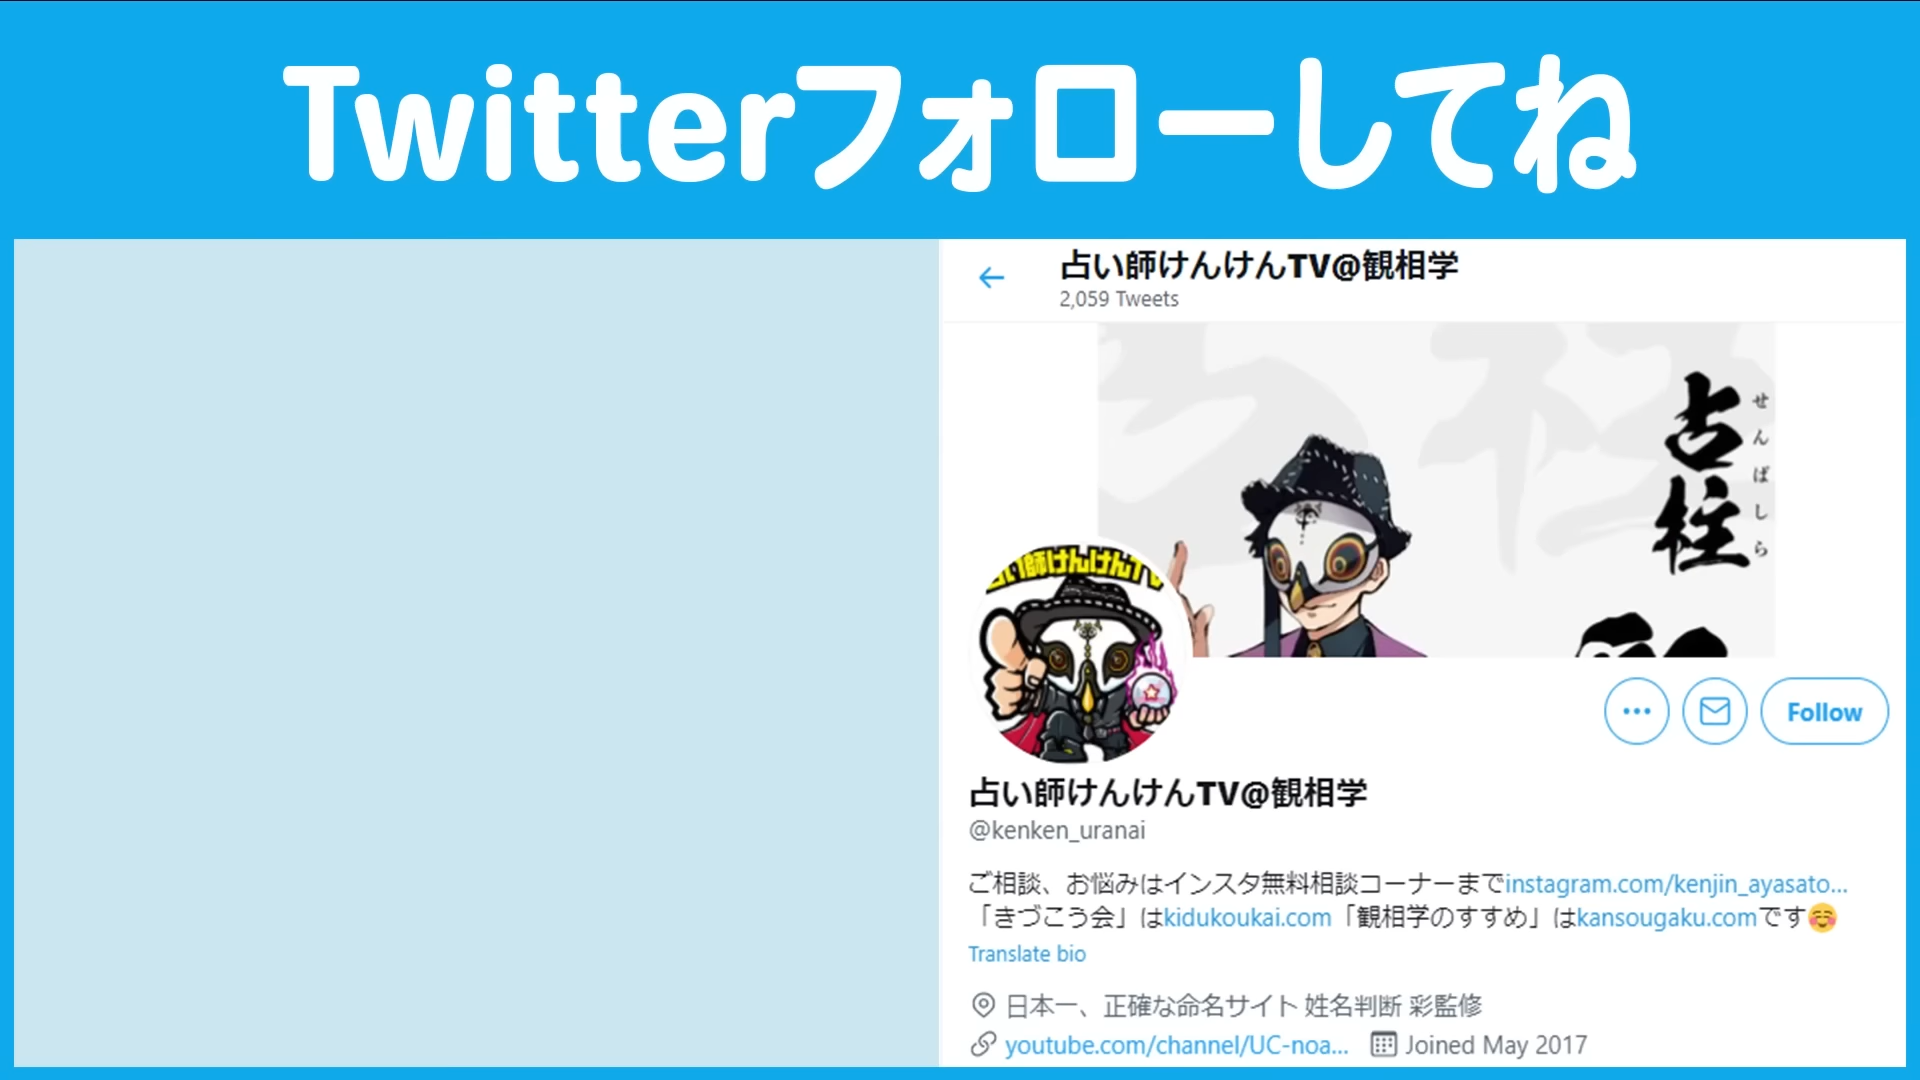 Twitterフォローしてね
占い師けんけんTV@観相学
2,059 Tweets
占柱
せんばしら
占い師けんけんTV
Follow
占い師けんけんTV@観相学
@kenken_uranai
ご相談、お悩みはインスタ無料相談コーナーまでinstagram.com/kenjin_ayasato…
「きづこう会」はkidukoukai.com「観相学のすすめ」はkansougaku.comです☺️
Translate bio
日本一、正確な命名サイト 姓名判断 彩監修
youtube.com/channel/UC-noa… Joined May 2017